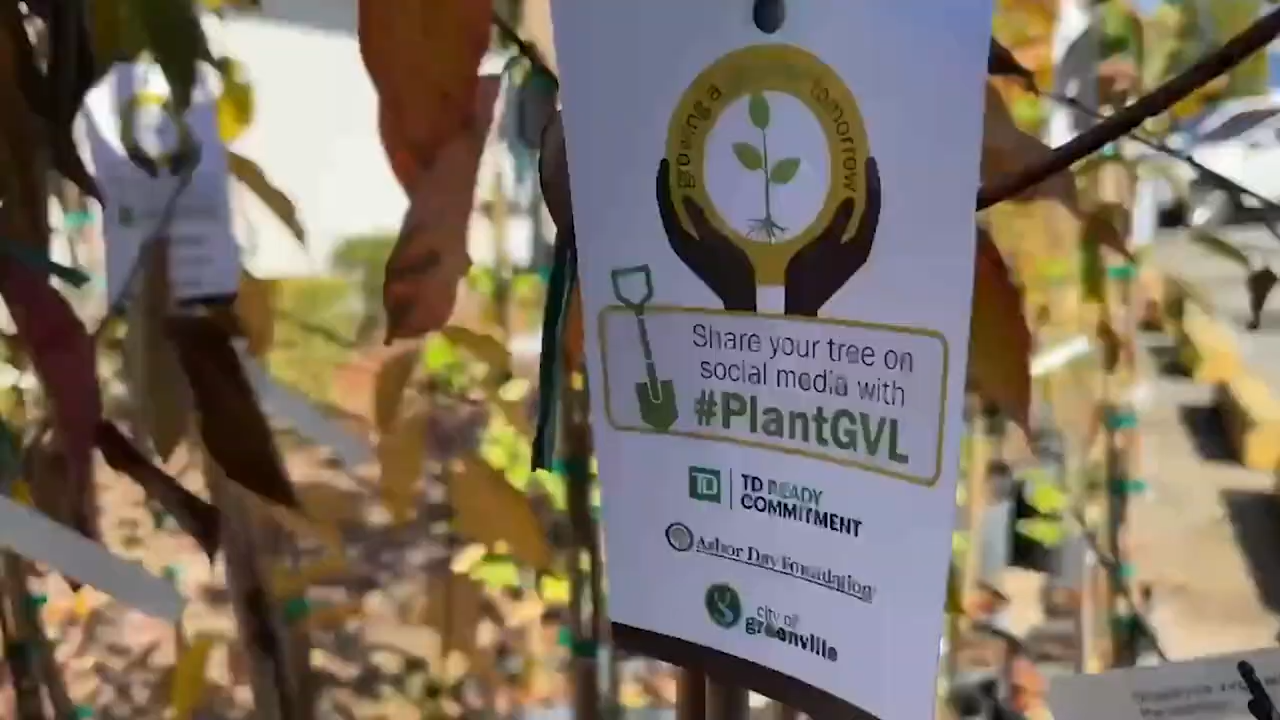 growing a
tomorrow
Share your tree on
social media with
#PlantGVL
TD
TD READY
COMMITMENT
Arbor Day Foundation
g
city of
greenville